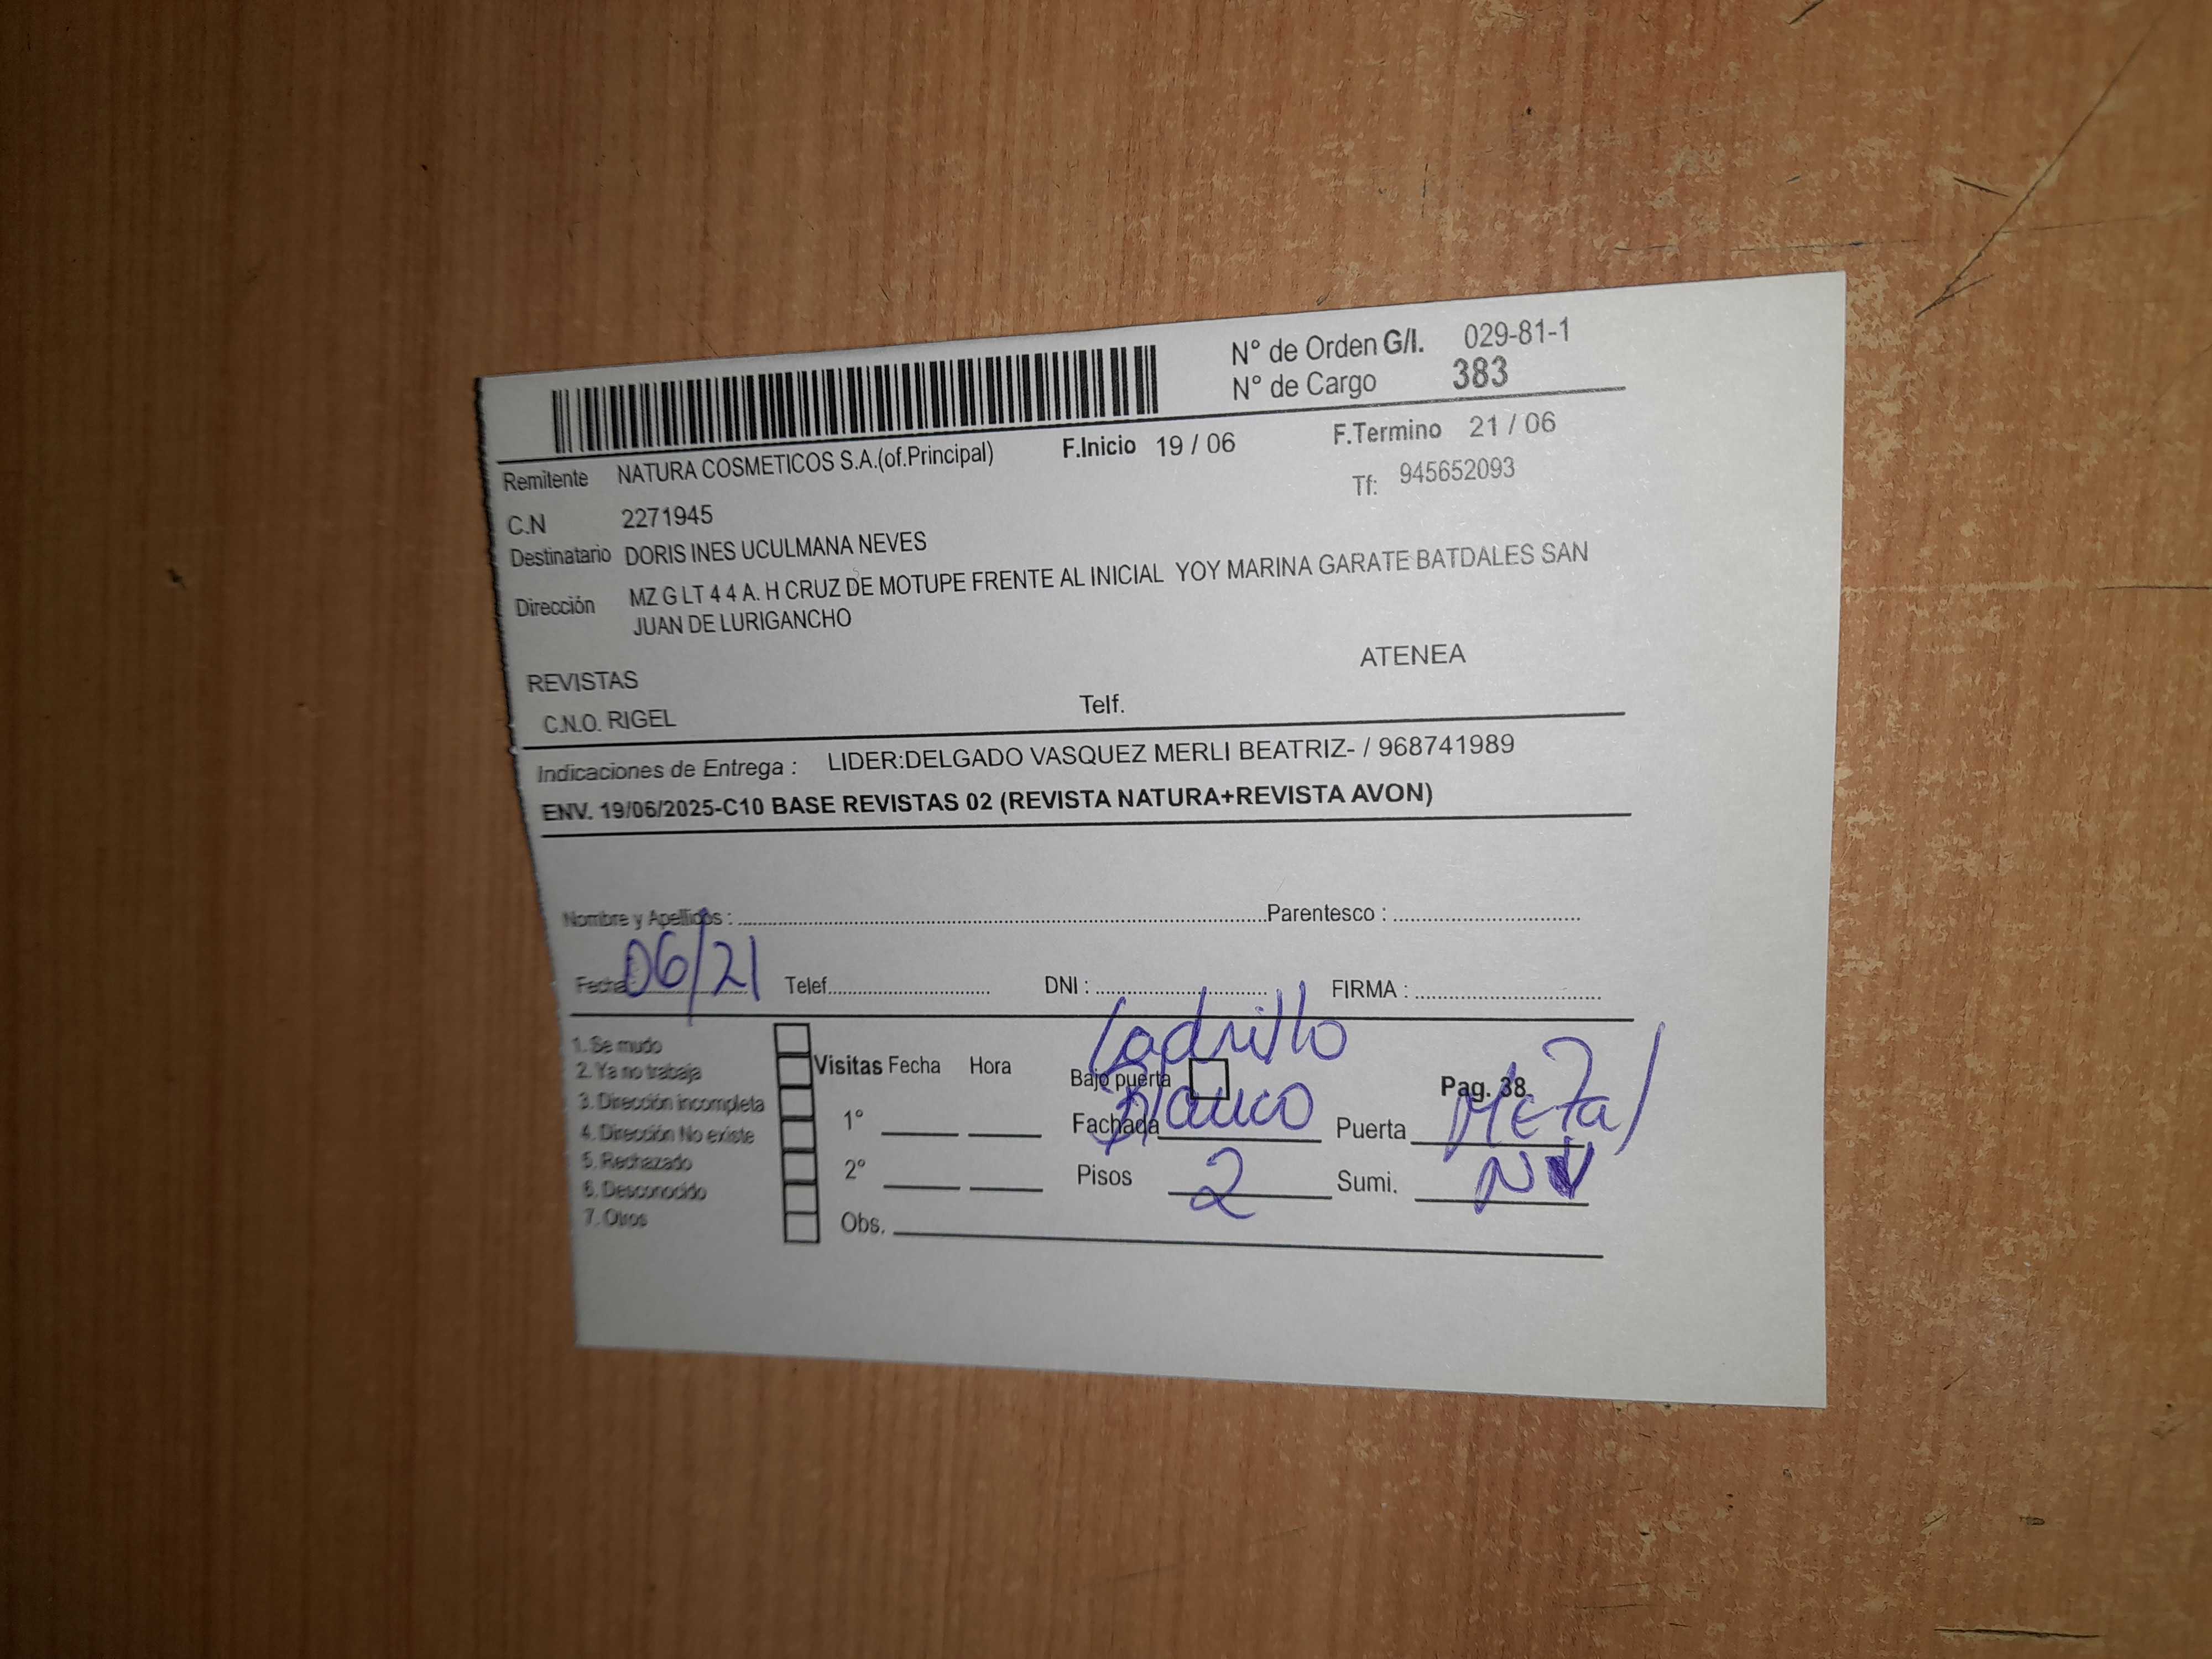 N° de Orden G/I. 029-81-1
N° de Cargo 383
Remitente NATURA COSMETICOS S.A.(of.Principal) F.Inicio 19 / 06 F.Termino 21 / 06
C.N 2271945 Tf: 945652093
Destinatario DORIS INES UCULMANA NEVES
Dirección MZ G LT 4 4 A. H CRUZ DE MOTUPE FRENTE AL INICIAL YOY MARINA GARATE BATDALES SAN
JUAN DE LURIGANCHO
REVISTAS ATENEA
C.N.O. RIGEL Telf.
Indicaciones de Entrega : LIDER:DELGADO VASQUEZ MERLI BEATRIZ- / 968741989
ENV. 19/06/2025-C10 BASE REVISTAS 02 (REVISTA NATURA+REVISTA AVON)
Nombre y Apellidos : Parentesco :
Fecha 06/21 Telef. DNI : FIRMA :
1. Se mudo
2. Ya no trabaja
3. Dirección incompleta
4. Dirección No existe
5. Rechazado
6. Desconocido
7. Otros
Visitas Fecha Hora
1°
2°
Obs.
Ladrillo
Bajo puerta Pag. 38
Fachada Blanco Puerta Metal
Pisos 2 Sumi. NV